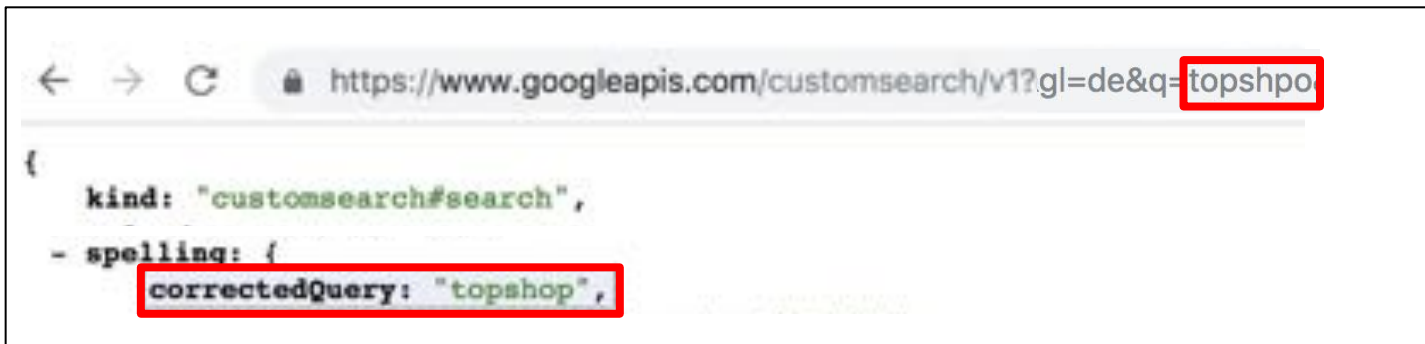 https://www.googleapis.com/customsearch/v1?.gl=de&q=topshpo
{
kind: "customsearch#search",
- spelling: {
correctedQuery: "topshop",